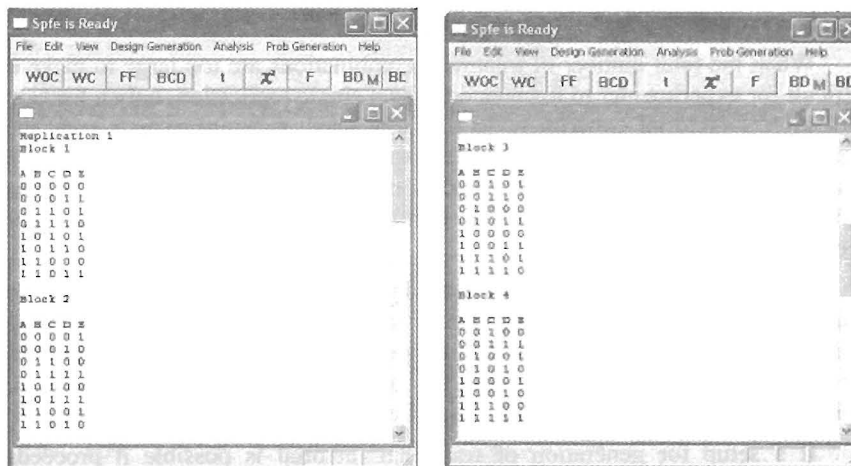 Spfe is Ready
File Edit View Design Generation Analysis Prob Generation Help
WOC WC FF BCD t χ² F BD M BD
Replication 1
Block 1
A B C D E
0 0 0 0 0
0 0 0 1 1
0 1 1 0 1
0 1 1 1 0
1 0 1 0 1
1 0 1 1 0
1 1 0 0 0
1 1 0 1 1
Block 2
A B C D E
0 0 0 0 1
0 0 0 1 0
0 1 1 0 0
0 1 1 1 1
1 0 1 0 0
1 0 1 1 1
1 1 0 0 1
1 1 0 1 0
Spfe is Ready
File Edit View Design Generation Analysis Prob Generation Help
WOC WC FF BCD t χ² F BD M BD
Block 3
A B C D E
0 0 1 0 1
0 0 1 1 0
0 1 0 0 0
0 1 0 1 1
1 0 0 0 0
1 0 0 1 1
1 1 1 0 1
1 1 1 1 0
Block 4
A B C D E
0 0 1 0 0
0 0 1 1 1
0 1 0 0 1
0 1 0 1 0
1 0 0 0 1
1 0 0 1 0
1 1 1 0 0
1 1 1 1 1